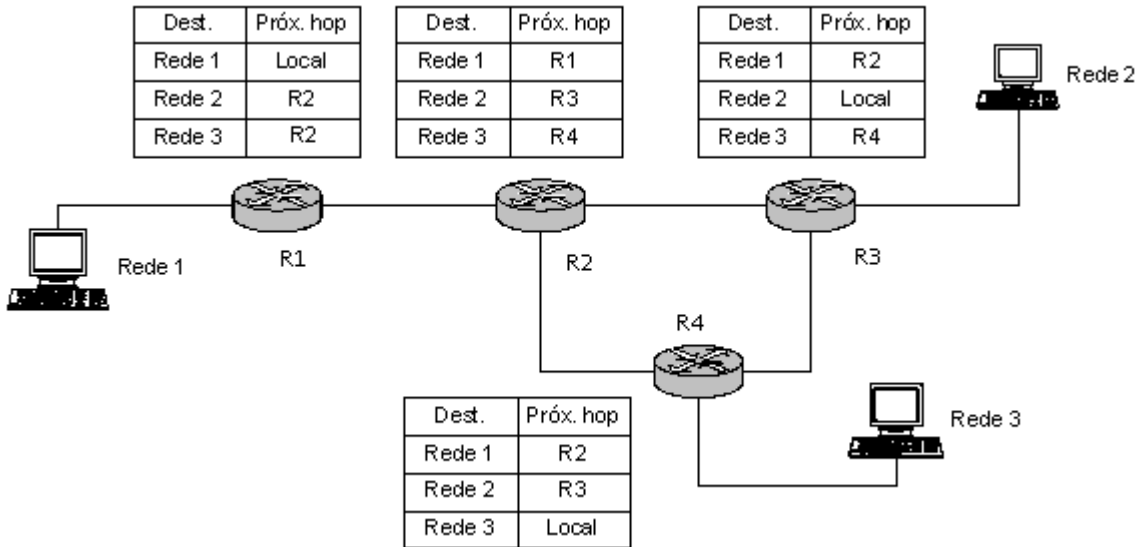 Dest. Próx. hop
Rede 1 Local
Rede 2 R2
Rede 3 R2
Dest. Próx. hop
Rede 1 R1
Rede 2 R3
Rede 3 R4
Dest. Próx. hop
Rede 1 R2
Rede 2 Local
Rede 3 R4
Rede 2
Rede 1
R1
R2
R3
R4
Dest. Próx. hop
Rede 1 R2
Rede 2 R3
Rede 3 Local
Rede 3